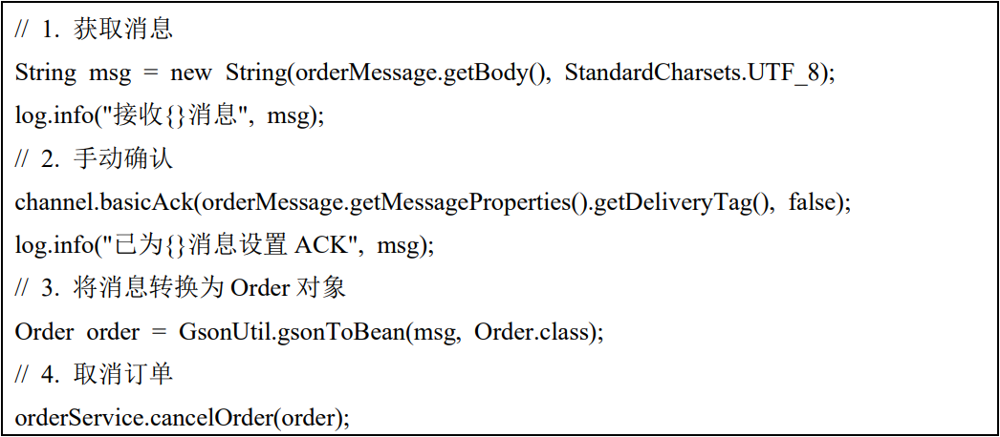 // 1. 获取消息
String msg = new String(orderMessage.getBody(), StandardCharsets.UTF_8);
log.info("接收{}消息", msg);
// 2. 手动确认
channel.basicAck(orderMessage.getMessageProperties().getDeliveryTag(), false);
log.info("已为{}消息设置 ACK", msg);
// 3. 将消息转换为 Order 对象
Order order = GsonUtil.gsonToBean(msg, Order.class);
// 4. 取消订单
orderService.cancelOrder(order);